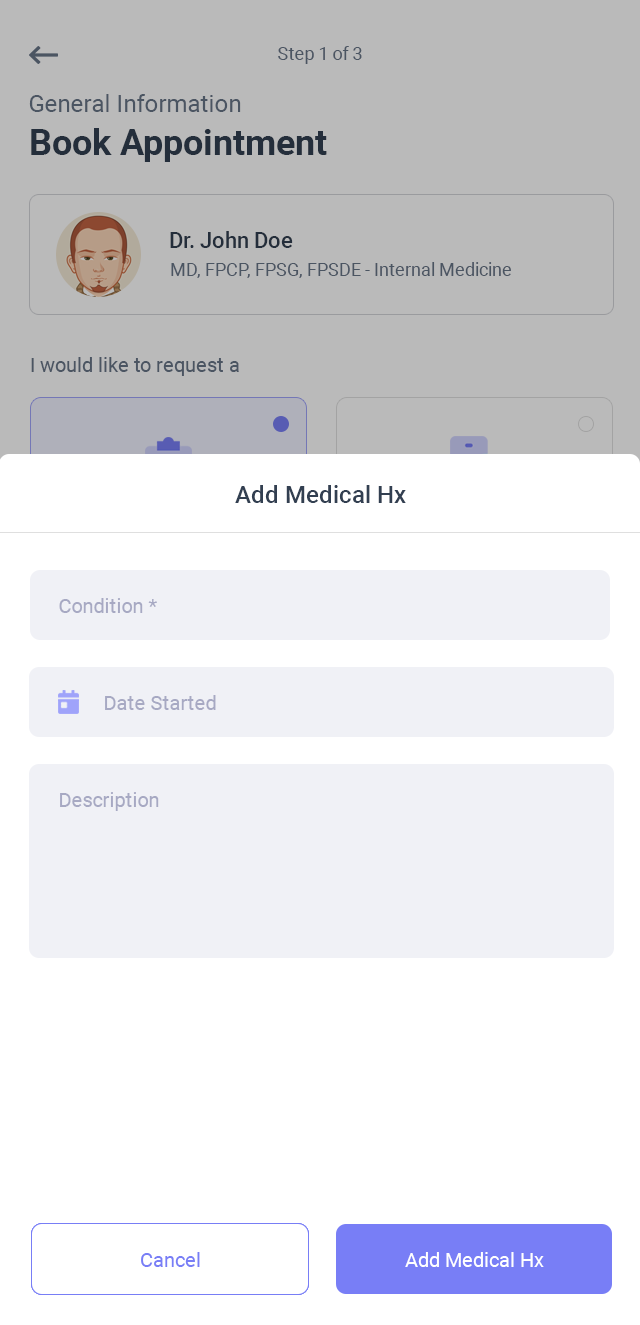 Step 1 of 3
General Information
Book Appointment
Dr. John Doe
MD, FPCP, FPSG, FPSDE - Internal Medicine
I would like to request a
Add Medical Hx
Condition *
Date Started
Description
Cancel
Add Medical Hx